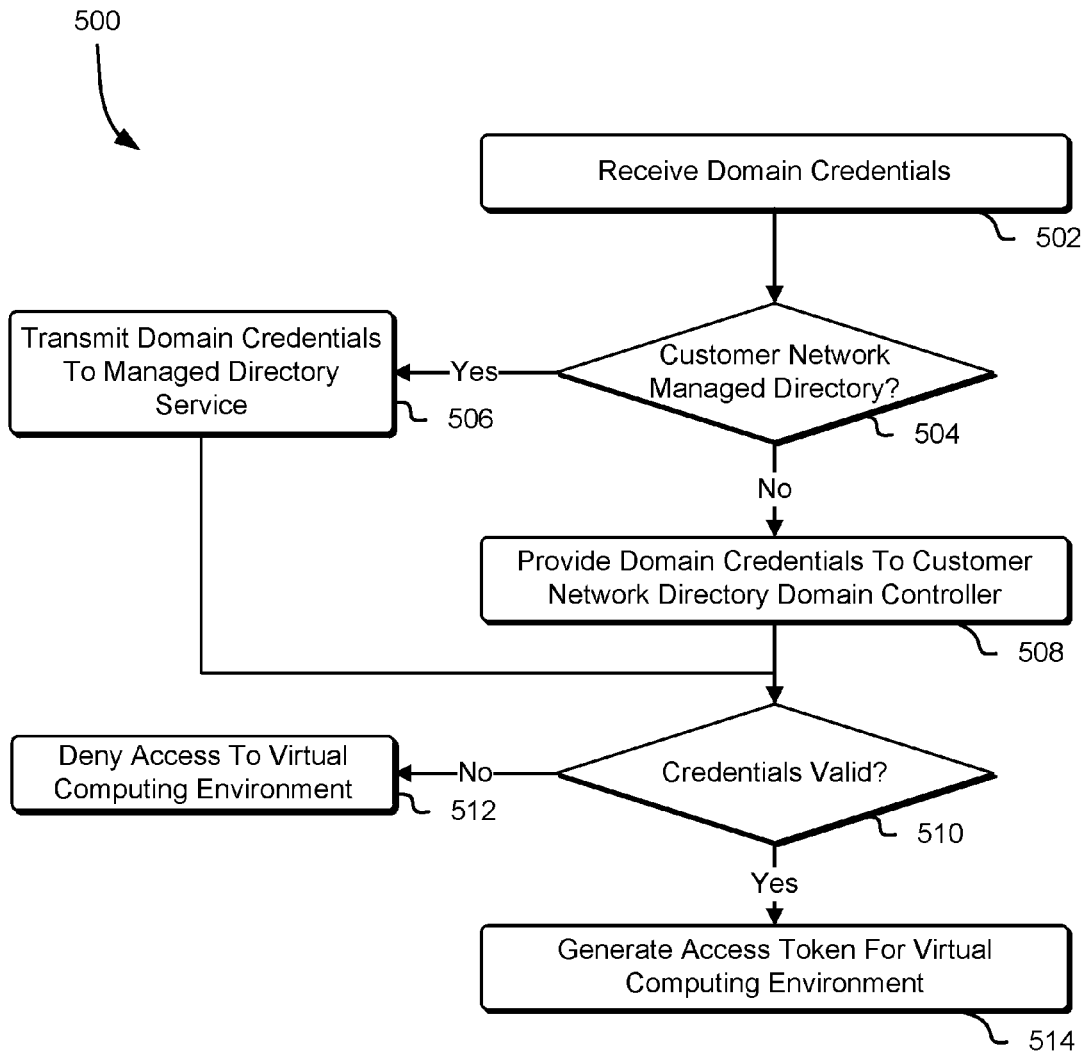 500
Receive Domain Credentials
502
Customer Network
Managed Directory?
504
Yes
Transmit Domain Credentials
To Managed Directory
Service
506
No
Provide Domain Credentials To Customer
Network Directory Domain Controller
508
Credentials Valid?
510
No
Deny Access To Virtual
Computing Environment
512
Yes
Generate Access Token For Virtual
Computing Environment
514